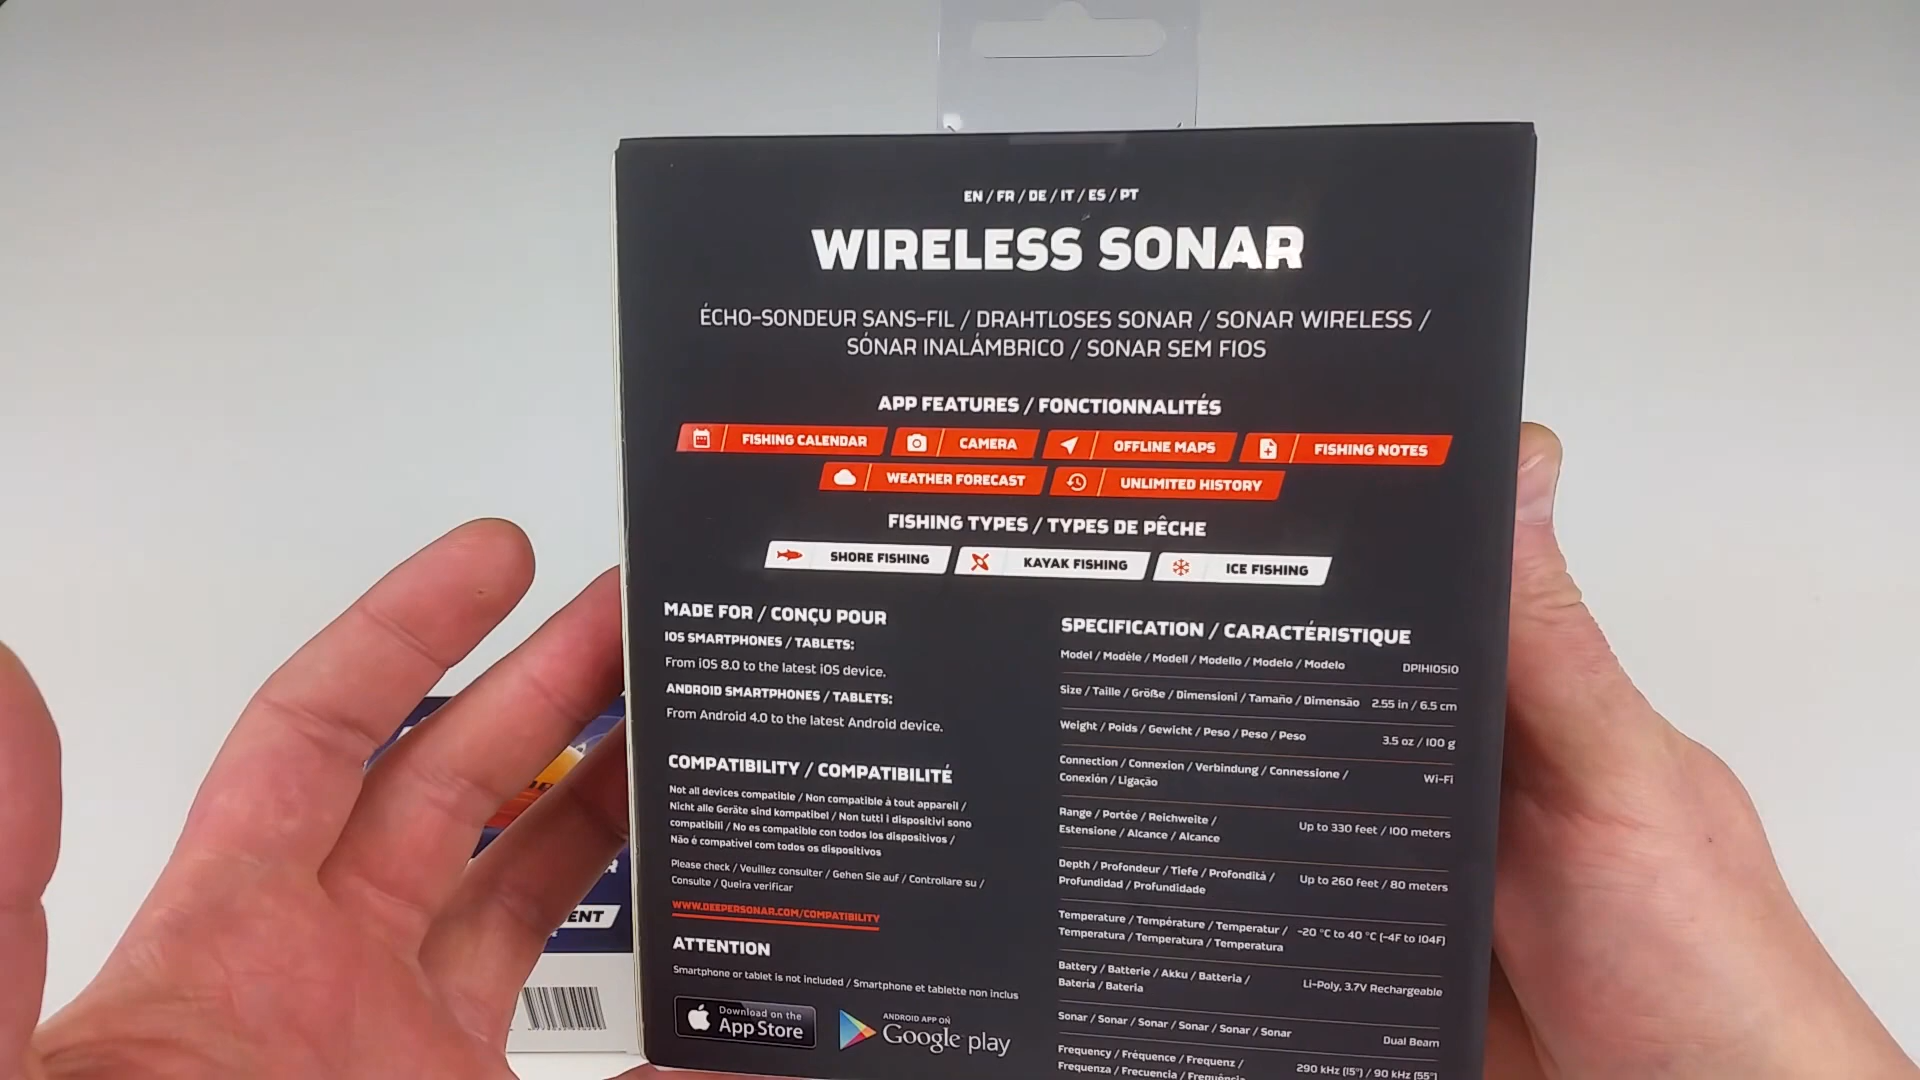 EN / FR / DE / IT / ES / PT
WIRELESS SONAR
ÉCHO-SONDEUR SANS-FIL / DRAHTLOSES SONAR / SONAR WIRELESS /
SÓNAR INALÁMBRICO / SONAR SEM FIOS
APP FEATURES / FONCTIONNALITÉS
FISHING CALENDAR
CAMERA
OFFLINE MAPS
FISHING NOTES
WEATHER FORECAST
UNLIMITED HISTORY
FISHING TYPES / TYPES DE PÊCHE
SHORE FISHING
KAYAK FISHING
ICE FISHING
MADE FOR / CONÇU POUR
IOS SMARTPHONES / TABLETS:
From iOS 8.0 to the latest iOS device.
ANDROID SMARTPHONES / TABLETS:
From Android 4.0 to the latest Android device.
COMPATIBILITY / COMPATIBILITÉ
Not all devices compatible / Non compatible à tout appareil /
Nicht alle Geräte sind kompatibel / Non tutti i dispositivi sono
compatibili / No es compatible con todos los dispositivos /
Não é compatível com todos os dispositivos
Please check / Veuillez consulter / Gehen Sie auf / Controllare su /
Consulte / Queira verificar
WWW.DEEPERSONAR.COM/COMPATIBILITY
ATTENTION
Smartphone or tablet is not included / Smartphone et tablette non inclus
Download on the
App Store
ANDROID APP ON
Google play
SPECIFICATION / CARACTÉRISTIQUE
Model / Modèle / Modell / Modello / Modelo / Modelo DP1H10S10
Size / Taille / Größe / Dimensioni / Tamaño / Dimensão 2.55 in / 6.5 cm
Weight / Poids / Gewicht / Peso / Peso / Peso 3.5 oz / 100 g
Connection / Connexion / Verbindung / Connessione / Wi-Fi
Conexión / Ligação
Range / Portée / Reichweite / Up to 330 feet / 100 meters
Estensione / Alcance / Alcance
Depth / Profondeur / Tiefe / Profondità / Up to 260 feet / 80 meters
Profundidad / Profundidade
Temperature / Température / Temperatur / -20 °C to 40 °C (-4F to 104F)
Temperatura / Temperatura / Temperatura
Battery / Batterie / Akku / Batteria / Li-Poly, 3.7V Rechargeable
Bateria / Bateria
Sonar / Sonar / Sonar / Sonar / Sonar / Sonar Dual Beam
Frequency / Fréquence / Frequenz / 290 kHz (15°) / 90 kHz (55°)
Frequenza / Frecuencia / Frequência
ENT